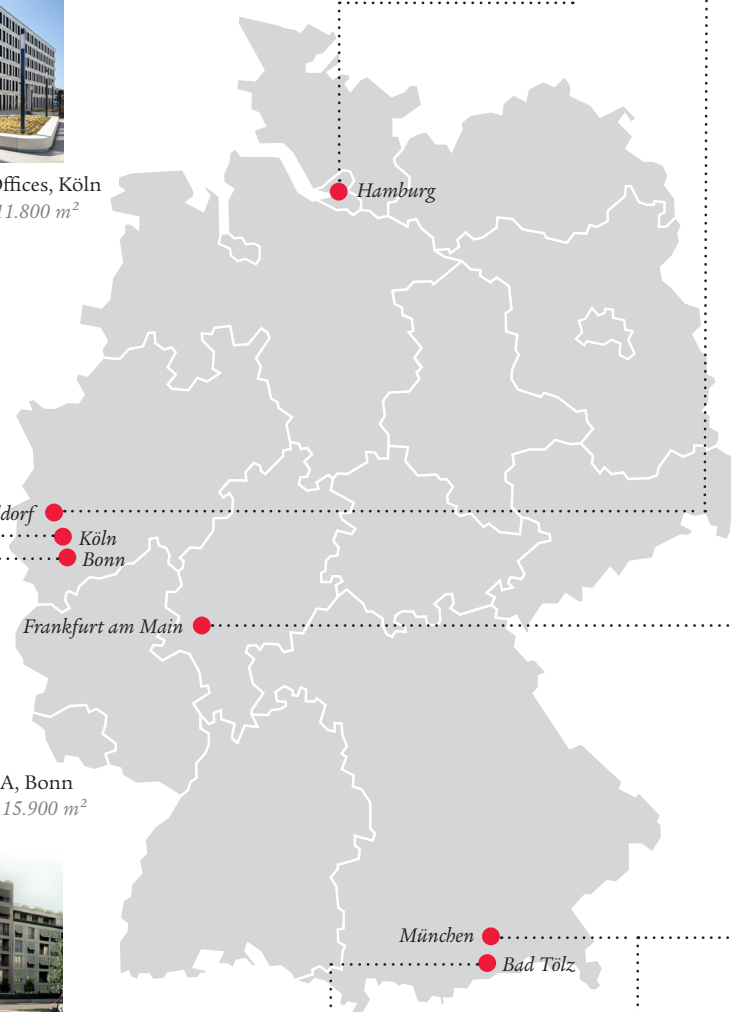 Offices, Köln
11.800 m²
Hamburg
dorf
Köln
Bonn
Frankfurt am Main
A, Bonn
15.900 m²
München
Bad Tölz